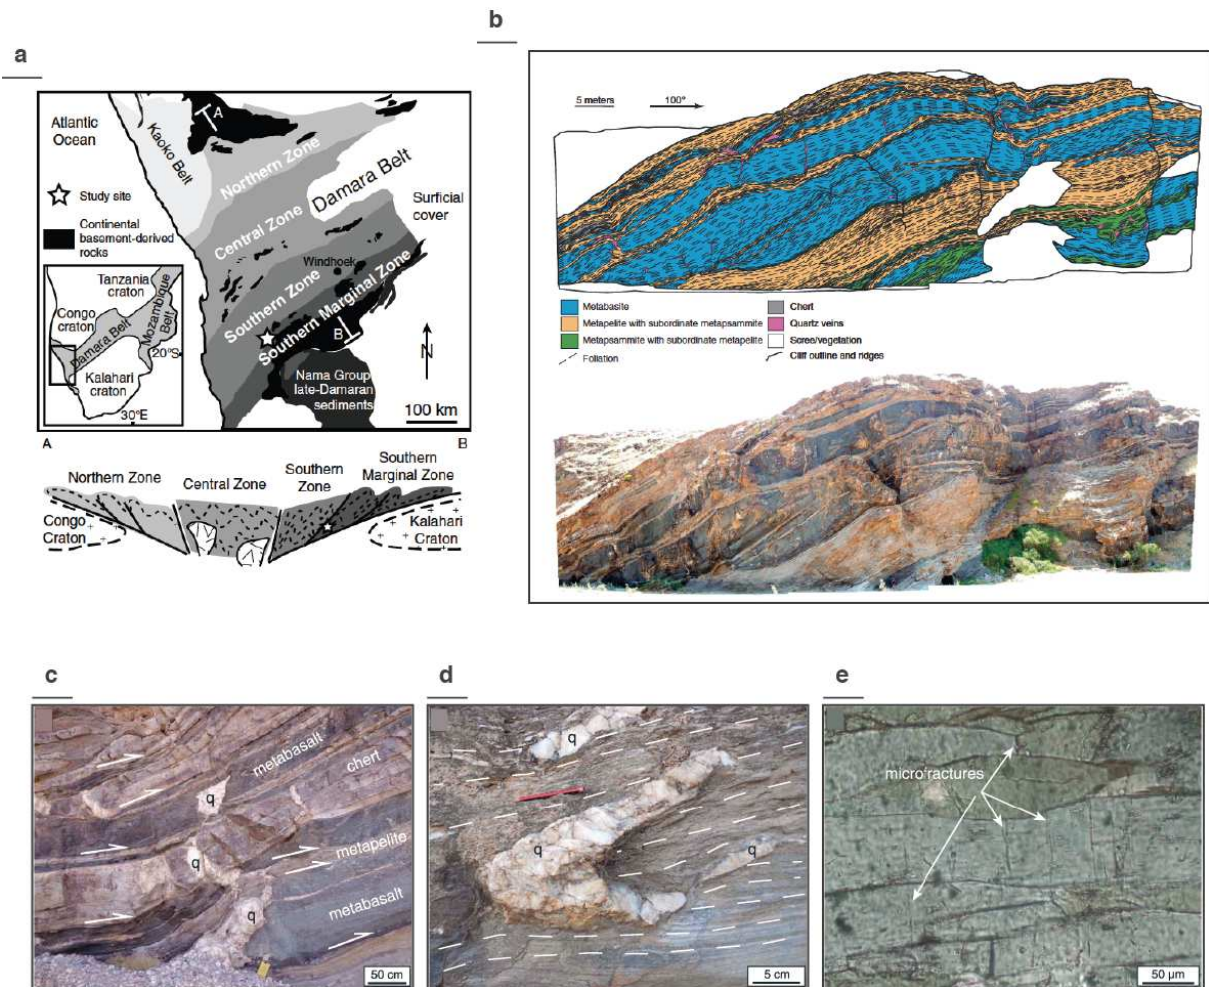 a
b
Atlantic
Ocean
Kaoko Belt
A
Northern Zone
Damara Belt
Study site
Continental
basement-derived
rocks
Central Zone
Surficial
cover
Windhoek
Southern Zone
Southern Marginal Zone
B
N
Tanzania
craton
Congo
craton
Mozambique
Belt
Damara Belt
20°S
Kalahari
craton
30°E
Nama Group
late-Damaran
sediments
100 km
A
B
Northern Zone
Central Zone
Southern
Zone
Southern
Marginal Zone
Congo
Craton
Kalahari
Craton
5 meters
100°
Metabasite
Metapelite with subordinate metapsammite
Metapsammite with subordinate metapelite
Foliation
Chert
Quartz veins
Scree/vegetation
Cliff outline and ridges
c
d
e
metabasalt
chert
q
q
metapelite
metabasalt
q
50 cm
q
q
q
5 cm
micro ractures
50 µm